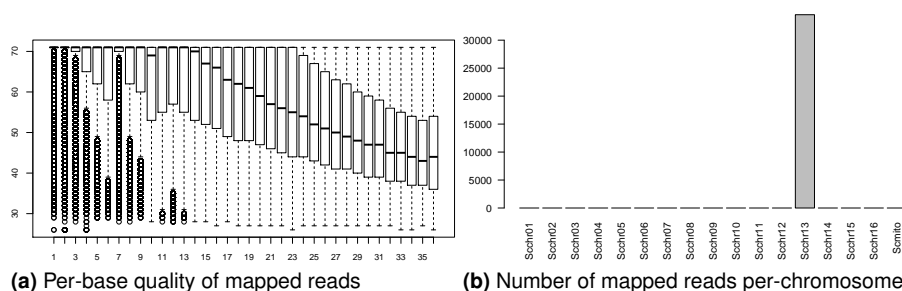 70
60
50
40
30
1 3 5 7 9 11 13 15 17 19 21 23 25 27 29 31 33 35
(a) Per-base quality of mapped reads
30000
25000
20000
15000
10000
5000
0
Scchr01
Scchr02
Scchr03
Scchr04
Scchr05
Scchr06
Scchr07
Scchr08
Scchr09
Scchr10
Scchr11
Scchr12
Scchr13
Scchr14
Scchr15
Scchr16
Scmito
(b) Number of mapped reads per-chromosome